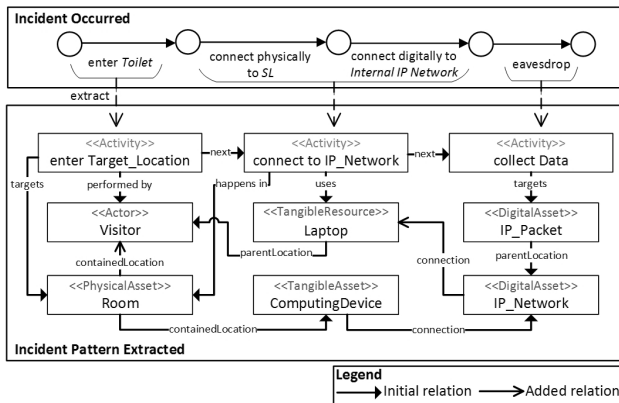 Incident Occurred
enter Toilet
connect physically
to SL
connect digitally to
Internal IP Network
eavesdrop
extract
<<Activity>>
enter Target_Location
next
<<Activity>>
connect to IP_Network
next
<<Activity>>
collect Data
targets
performed by
happens in
uses
targets
<<Actor>>
Visitor
<<TangibleResource>>
Laptop
<<DigitalAsset>>
IP_Packet
containedLocation
parentLocation
connection
parentLocation
<<PhysicalAsset>>
Room
<<TangibleAsset>>
ComputingDevice
<<DigitalAsset>>
IP_Network
containedLocation
connection
Incident Pattern Extracted
Legend
Initial relation
Added relation